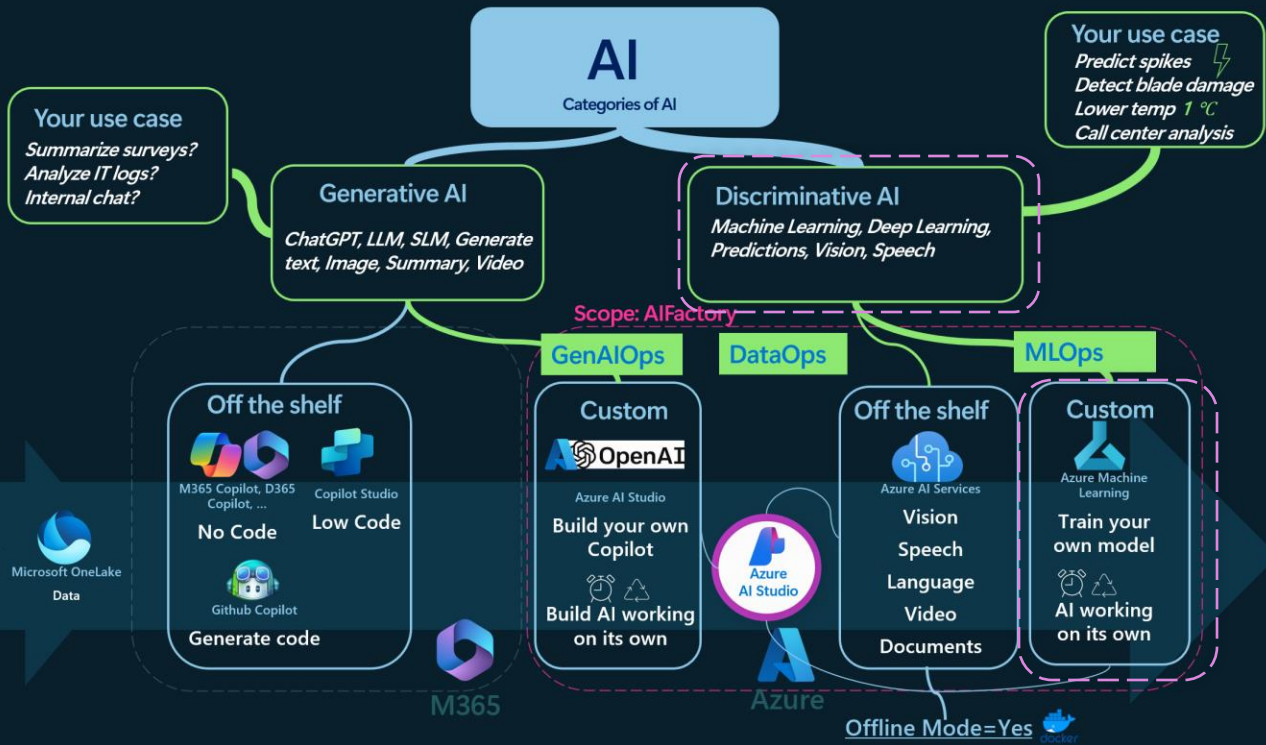 AI
Categories of AI
Your use case
Summarize surveys?
Analyze IT logs?
Internal chat?
Your use case
Predict spikes
Detect blade damage
Lower temp 1 °C
Call center analysis
Generative AI
ChatGPT, LLM, SLM, Generate
text, Image, Summary, Video
Discriminative AI
Machine Learning, Deep Learning,
Predictions, Vision, Speech
Scope: AIFactory
GenAIOps
DataOps
MLOps
Microsoft OneLake
Data
Off the shelf
M365 Copilot, D365
Copilot, ...
No Code
Copilot Studio
Low Code
Github Copilot
Generate code
M365
Custom
OpenAI
Azure AI Studio
Build your own
Copilot
Build AI working
on its own
Azure
AI Studio
Azure
Off the shelf
Azure AI Services
Vision
Speech
Language
Video
Documents
Custom
Azure Machine
Learning
Train your
own model
AI working
on its own
Offline Mode=Yes
docker